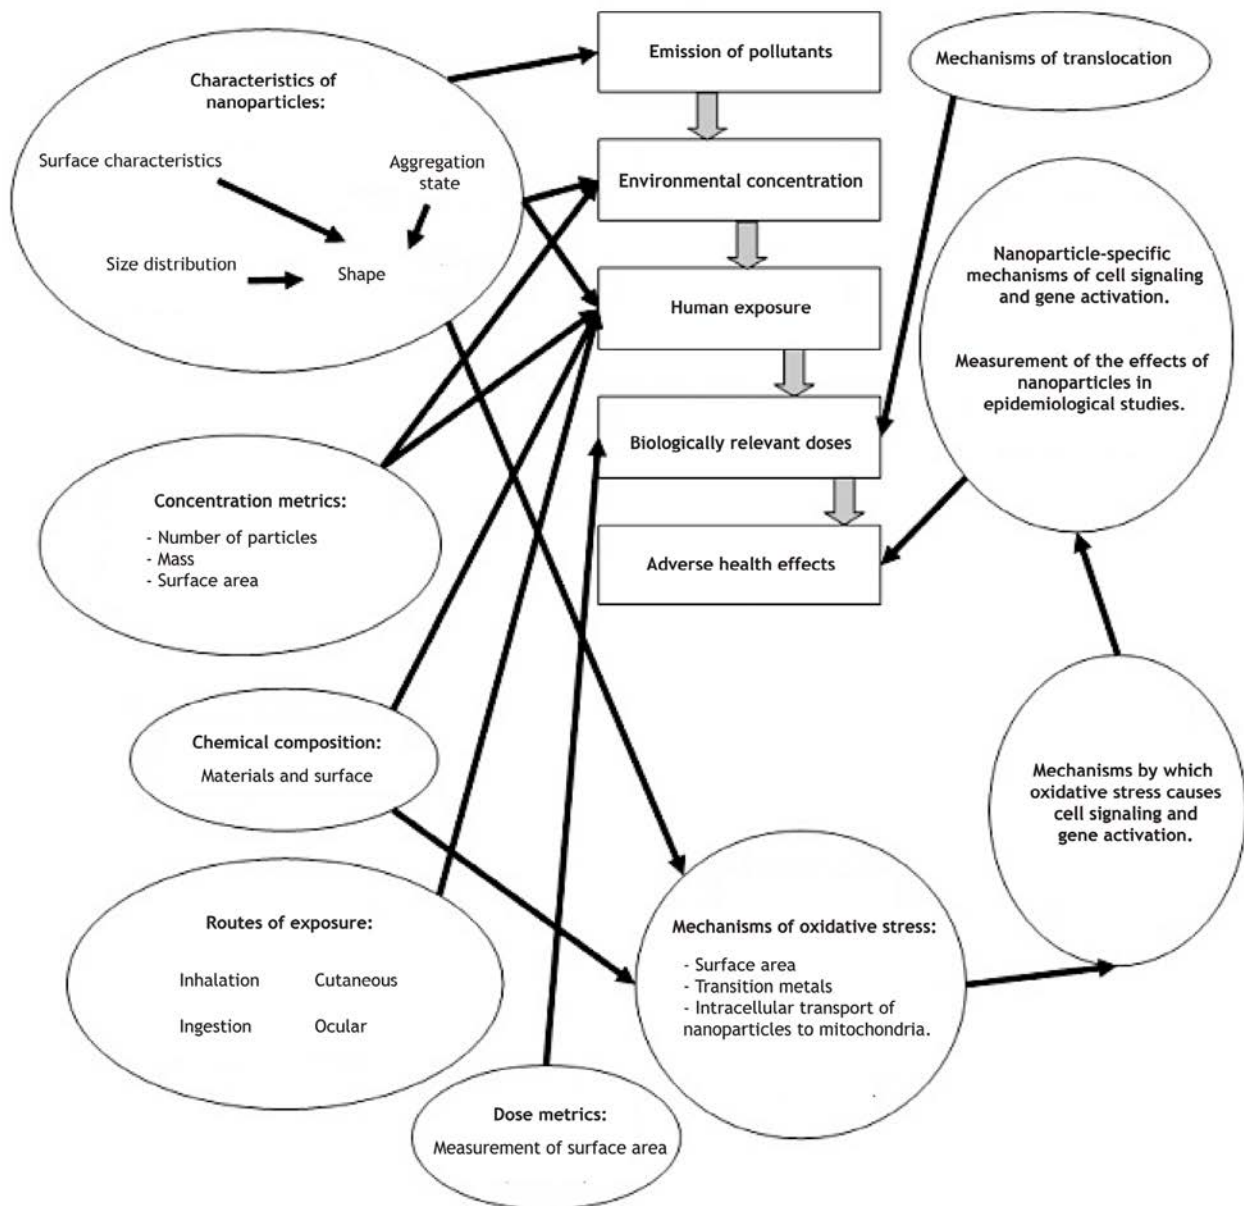 Characteristics of
nanoparticles:
Surface characteristics
Aggregation
state
Size distribution
Shape
Emission of pollutants
Environmental concentration
Human exposure
Biologically relevant doses
Adverse health effects
Mechanisms of translocation
Nanoparticle-specific
mechanisms of cell signaling
and gene activation.
Measurement of the effects of
nanoparticles in
epidemiological studies.
Concentration metrics:
- Number of particles
- Mass
- Surface area
Chemical composition:
Materials and surface
Routes of exposure:
Inhalation Cutaneous
Ingestion Ocular
Dose metrics:
Measurement of surface area
Mechanisms of oxidative stress:
- Surface area
- Transition metals
- Intracellular transport of
nanoparticles to mitochondria.
Mechanisms by which
oxidative stress causes
cell signaling and
gene activation.